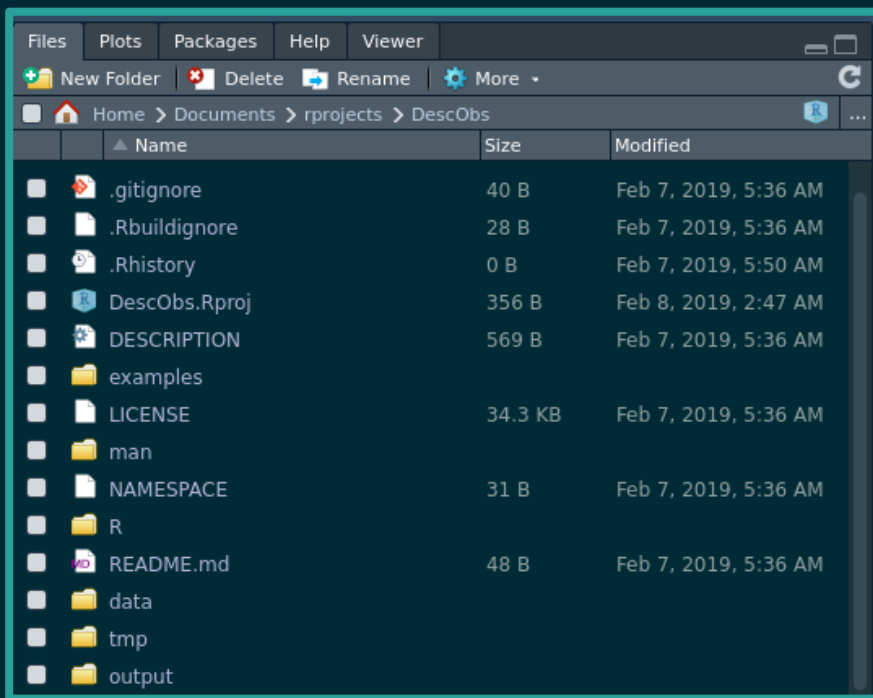 Files Plots Packages Help Viewer
New Folder Delete Rename More
Home > Documents > rprojects > DescObs R ...
Name Size Modified
.gitignore 40 B Feb 7, 2019, 5:36 AM
.Rbuildignore 28 B Feb 7, 2019, 5:36 AM
.Rhistory 0 B Feb 7, 2019, 5:50 AM
R DescObs.Rproj 356 B Feb 8, 2019, 2:47 AM
DESCRIPTION 569 B Feb 7, 2019, 5:36 AM
examples
LICENSE 34.3 KB Feb 7, 2019, 5:36 AM
man
NAMESPACE 31 B Feb 7, 2019, 5:36 AM
R
MD README.md 48 B Feb 7, 2019, 5:36 AM
data
tmp
output